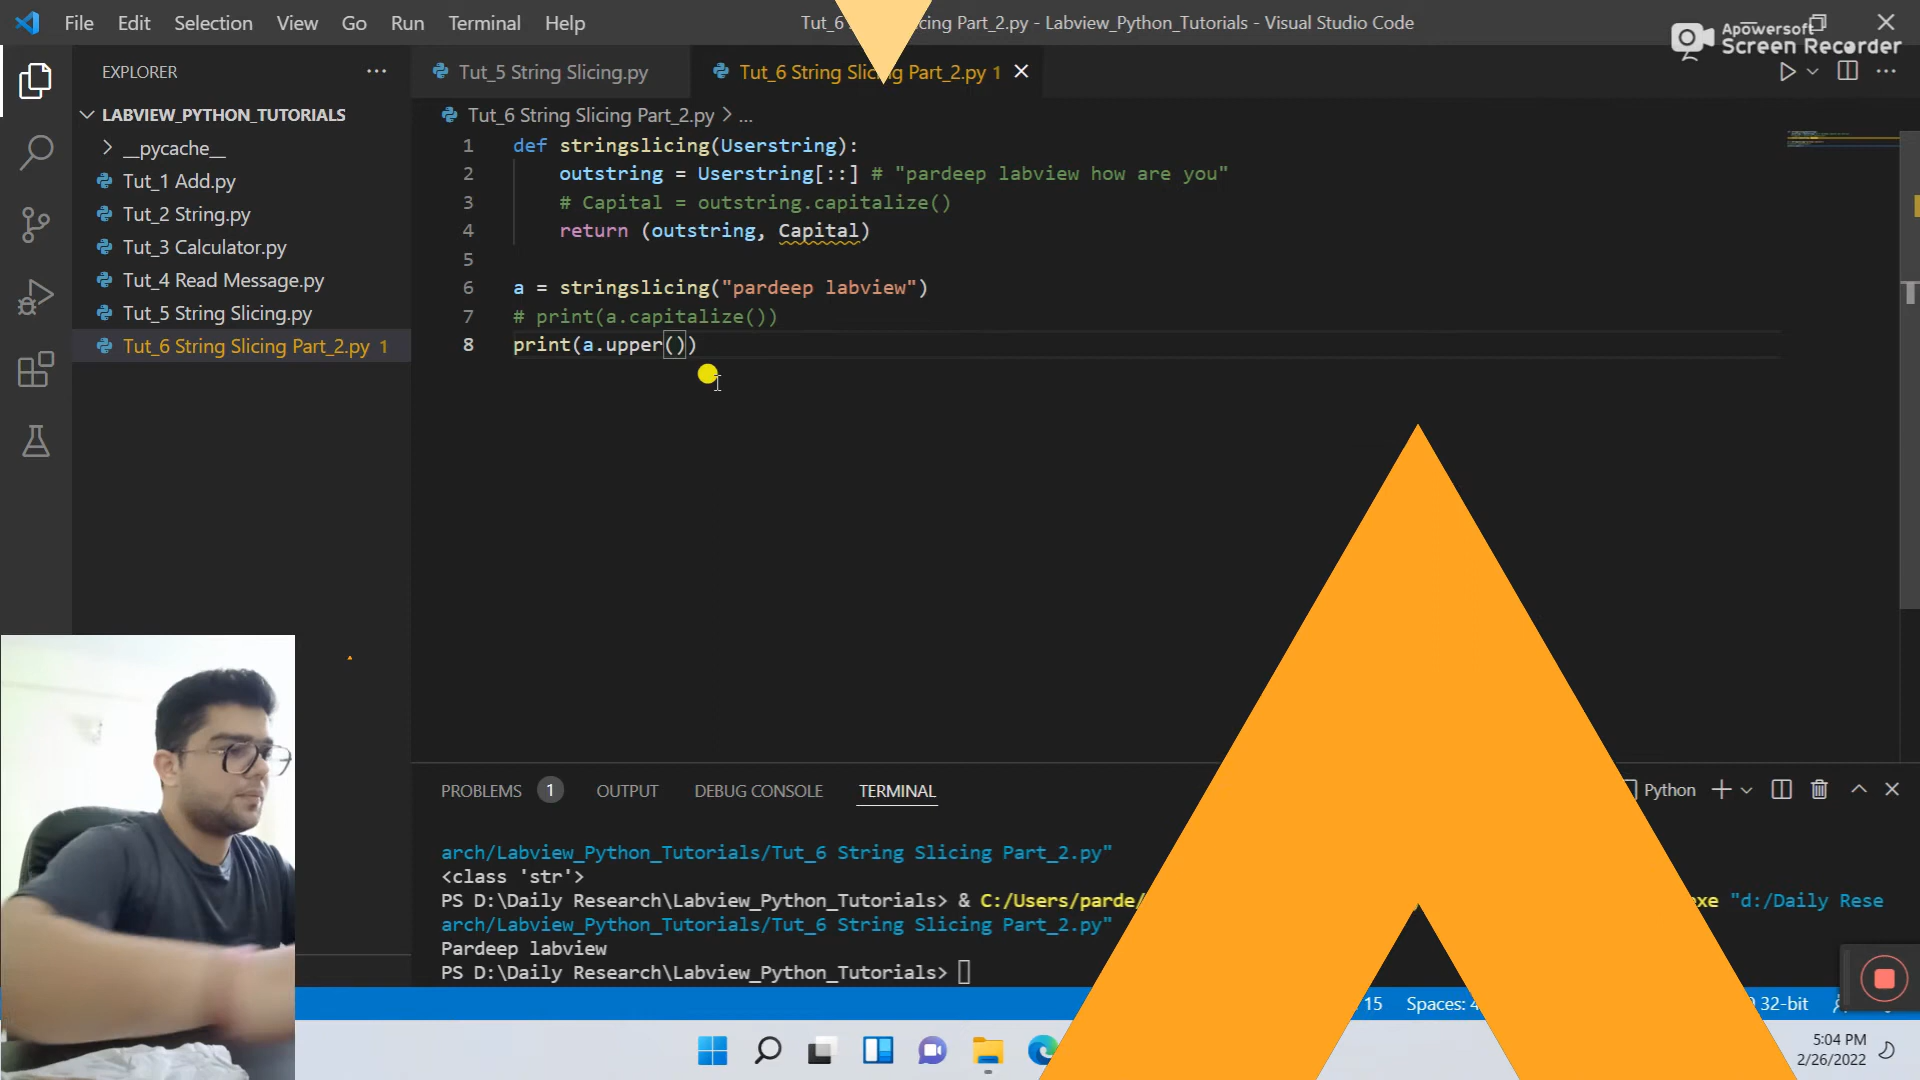 File Edit Selection View Go Run Terminal Help
Tut_6 cing Part_2.py - Labview_Python_Tutorials - Visual Studio Code
Apowersoft
Screen Recorder
EXPLORER
Tut_5 String Slicing.py
Tut_6 String Slicing Part_2.py 1
LABVIEW_PYTHON_TUTORIALS
Tut_6 String Slicing Part_2.py > ...
__pycache__
Tut_1 Add.py
Tut_2 String.py
Tut_3 Calculator.py
Tut_4 Read Message.py
Tut_5 String Slicing.py
Tut_6 String Slicing Part_2.py 1
1 def stringslicing(Userstring):
2 outstring = Userstring[::] # "pardeep labview how are you"
3 # Capital = outstring.capitalize()
4 return (outstring, Capital)
5
6 a = stringslicing("pardeep labview")
7 # print(a.capitalize())
8 print(a.upper())
PROBLEMS 1 OUTPUT DEBUG CONSOLE TERMINAL
Python
arch/Labview_Python_Tutorials/Tut_6 String Slicing Part_2.py"
<class 'str'>
PS D:\Daily Research\Labview_Python_Tutorials> & C:/Users/parde/ xe "d:/Daily Rese
arch/Labview_Python_Tutorials/Tut_6 String Slicing Part_2.py"
Pardeep labview
PS D:\Daily Research\Labview_Python_Tutorials>
15 Spaces: 32-bit
5:04 PM
2/26/2022